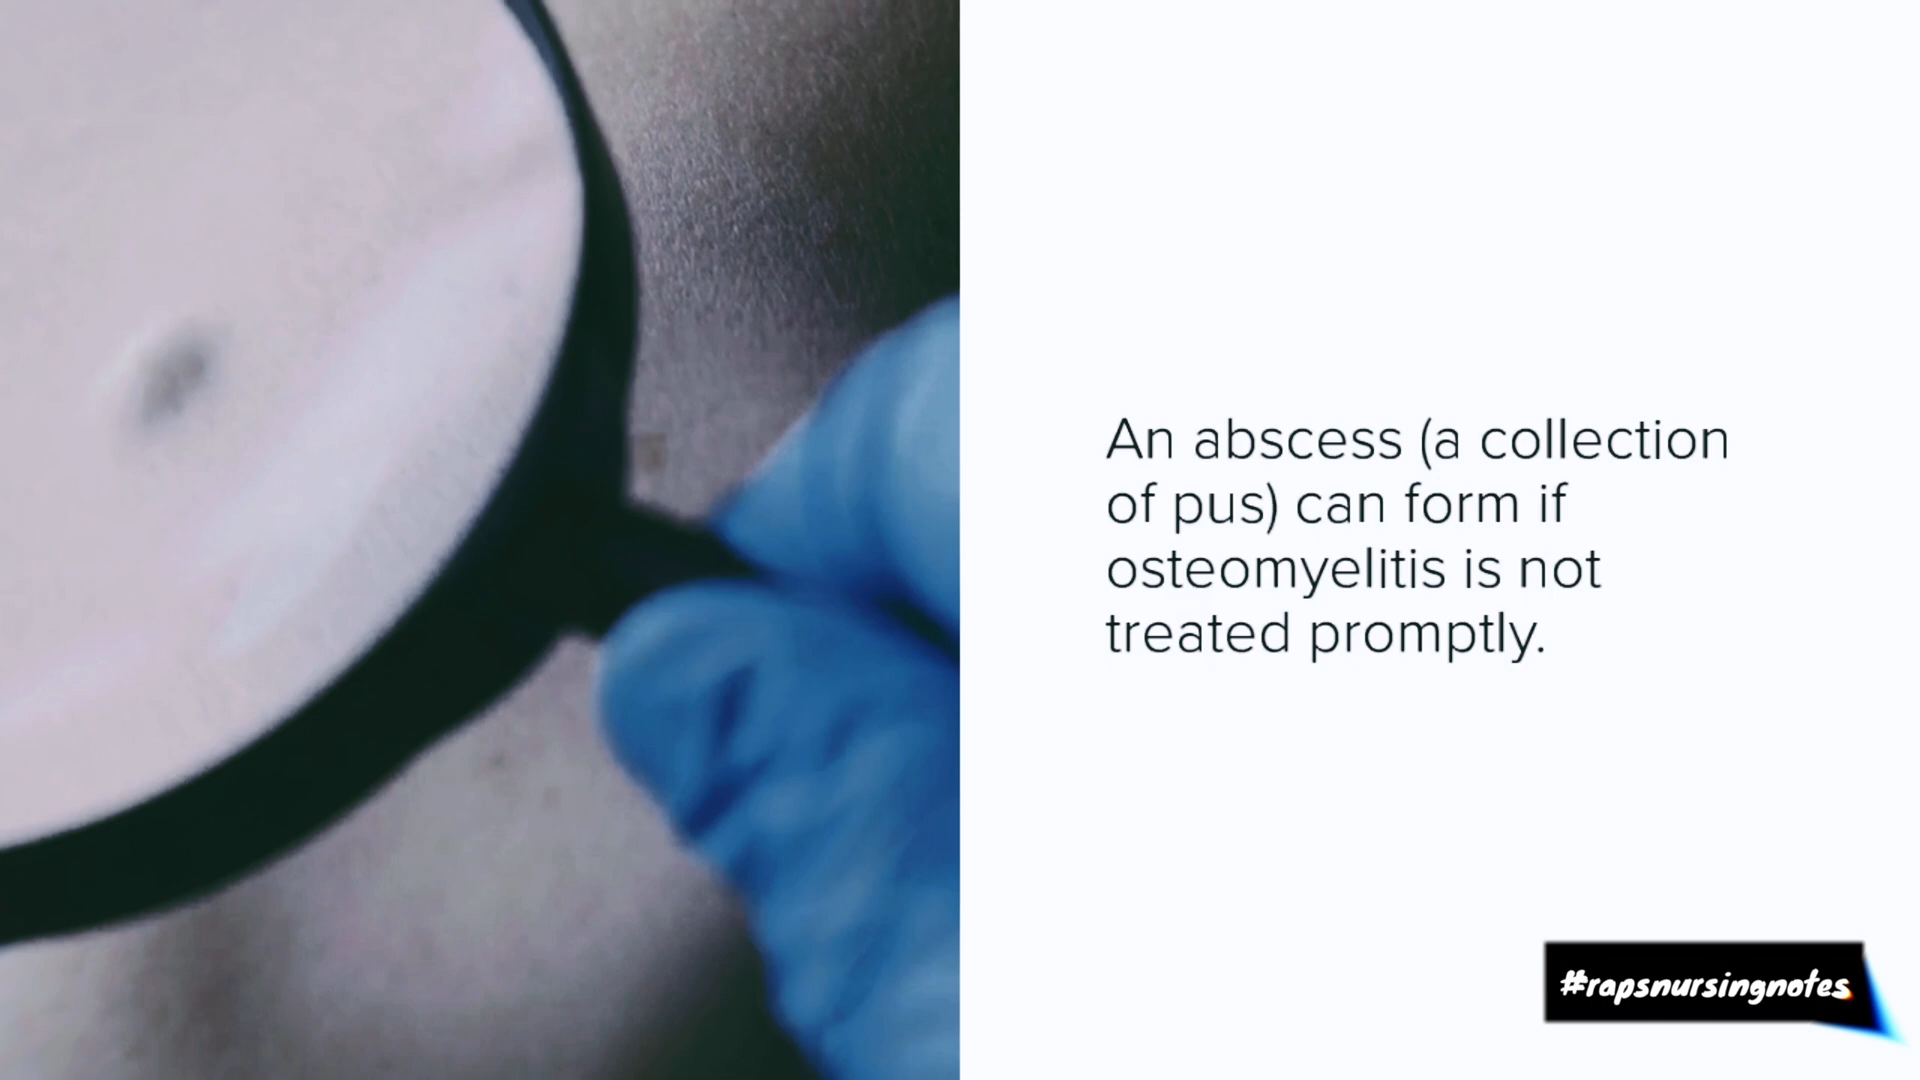 An abscess (a collection
of pus) can form if
osteomyelitis is not
treated promptly.
#rapsnursingnotes